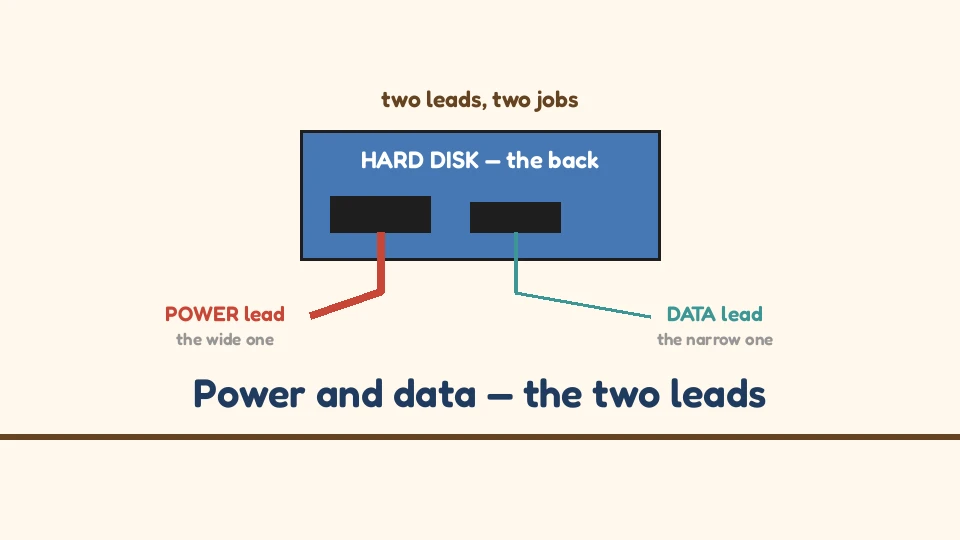 two leads, two jobs
HARD DISK — the back
POWER lead
the wide one
DATA lead
the narrow one
Power and data — the two leads